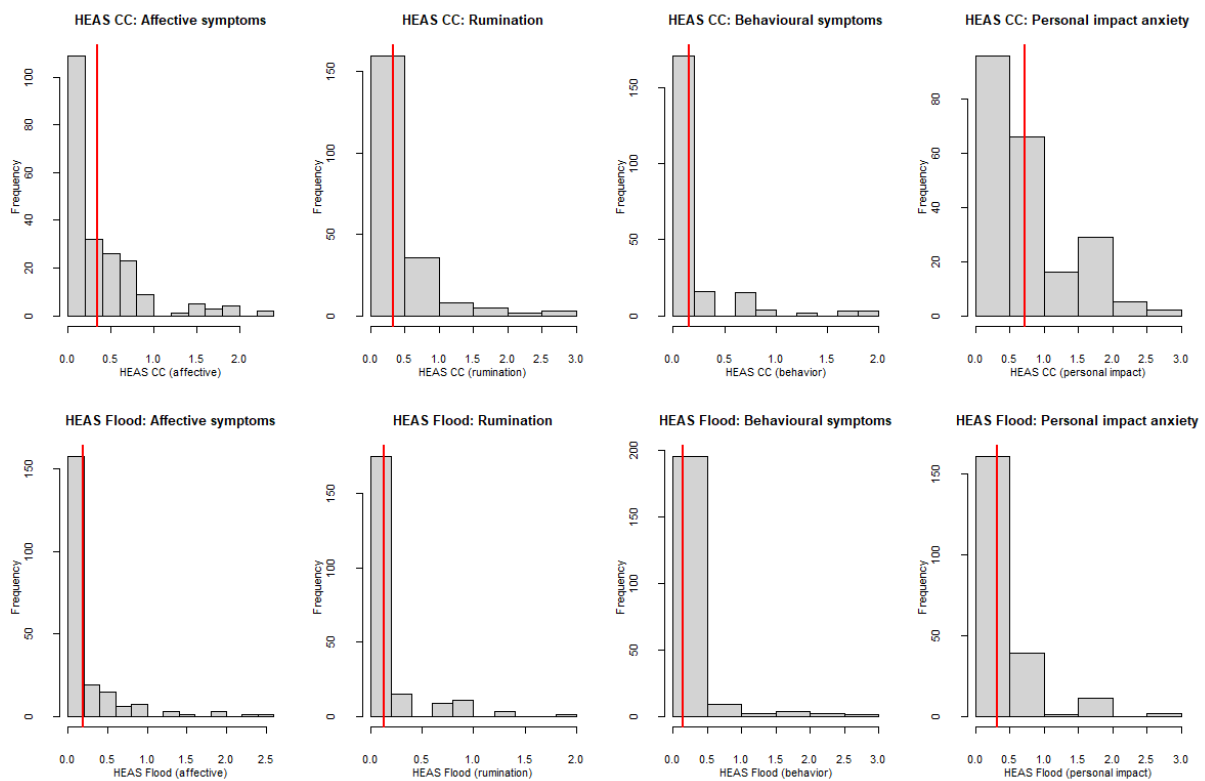 HEAS CC: Affective symptoms
Frequency
0 20 40 60 80 100
0.0 0.5 1.0 1.5 2.0
HEAS CC (affective)
HEAS CC: Rumination
Frequency
0 50 100 150
0.0 0.5 1.0 1.5 2.0 2.5 3.0
HEAS CC (rumination)
HEAS CC: Behavioural symptoms
Frequency
0 50 100 150
0.0 0.5 1.0 1.5 2.0
HEAS CC (behavior)
HEAS CC: Personal impact anxiety
Frequency
0 20 40 60 80
0.0 0.5 1.0 1.5 2.0 2.5 3.0
HEAS CC (personal impact)
HEAS Flood: Affective symptoms
Frequency
0 50 100 150
0.0 0.5 1.0 1.5 2.0 2.5
HEAS Flood (affective)
HEAS Flood: Rumination
Frequency
0 50 100 150
0.0 0.5 1.0 1.5 2.0
HEAS Flood (rumination)
HEAS Flood: Behavioural symptoms
Frequency
0 50 100 150 200
0.0 0.5 1.0 1.5 2.0 2.5 3.0
HEAS Flood (behavior)
HEAS Flood: Personal impact anxiety
Frequency
0 50 100 150
0.0 0.5 1.0 1.5 2.0 2.5 3.0
HEAS Flood (personal impact)